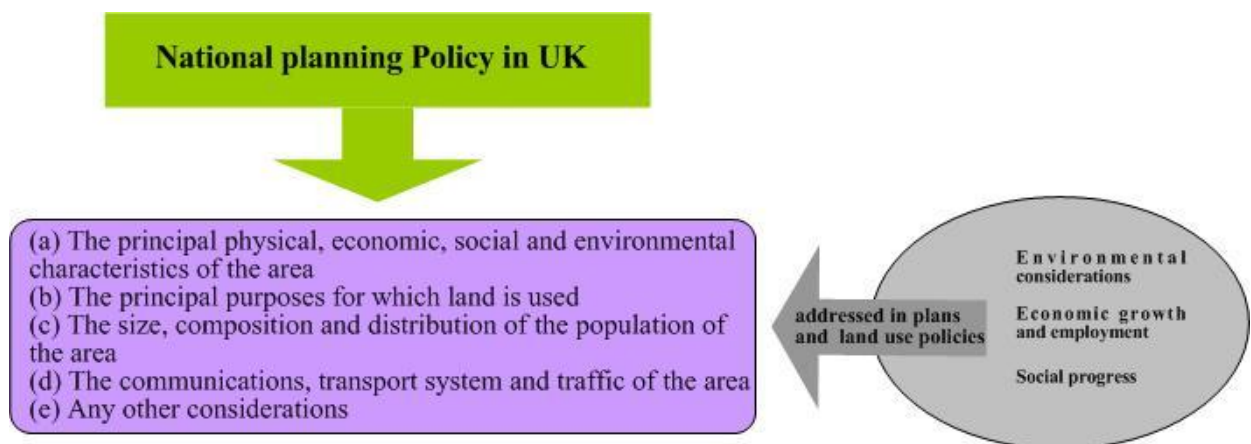 National planning Policy in UK
(a) The principal physical, economic, social and environmental
characteristics of the area
(b) The principal purposes for which land is used
(c) The size, composition and distribution of the population of
the area
(d) The communications, transport system and traffic of the area
(e) Any other considerations
addressed in plans
and land use policies
Environmental
considerations
Economic growth
and employment
Social progress